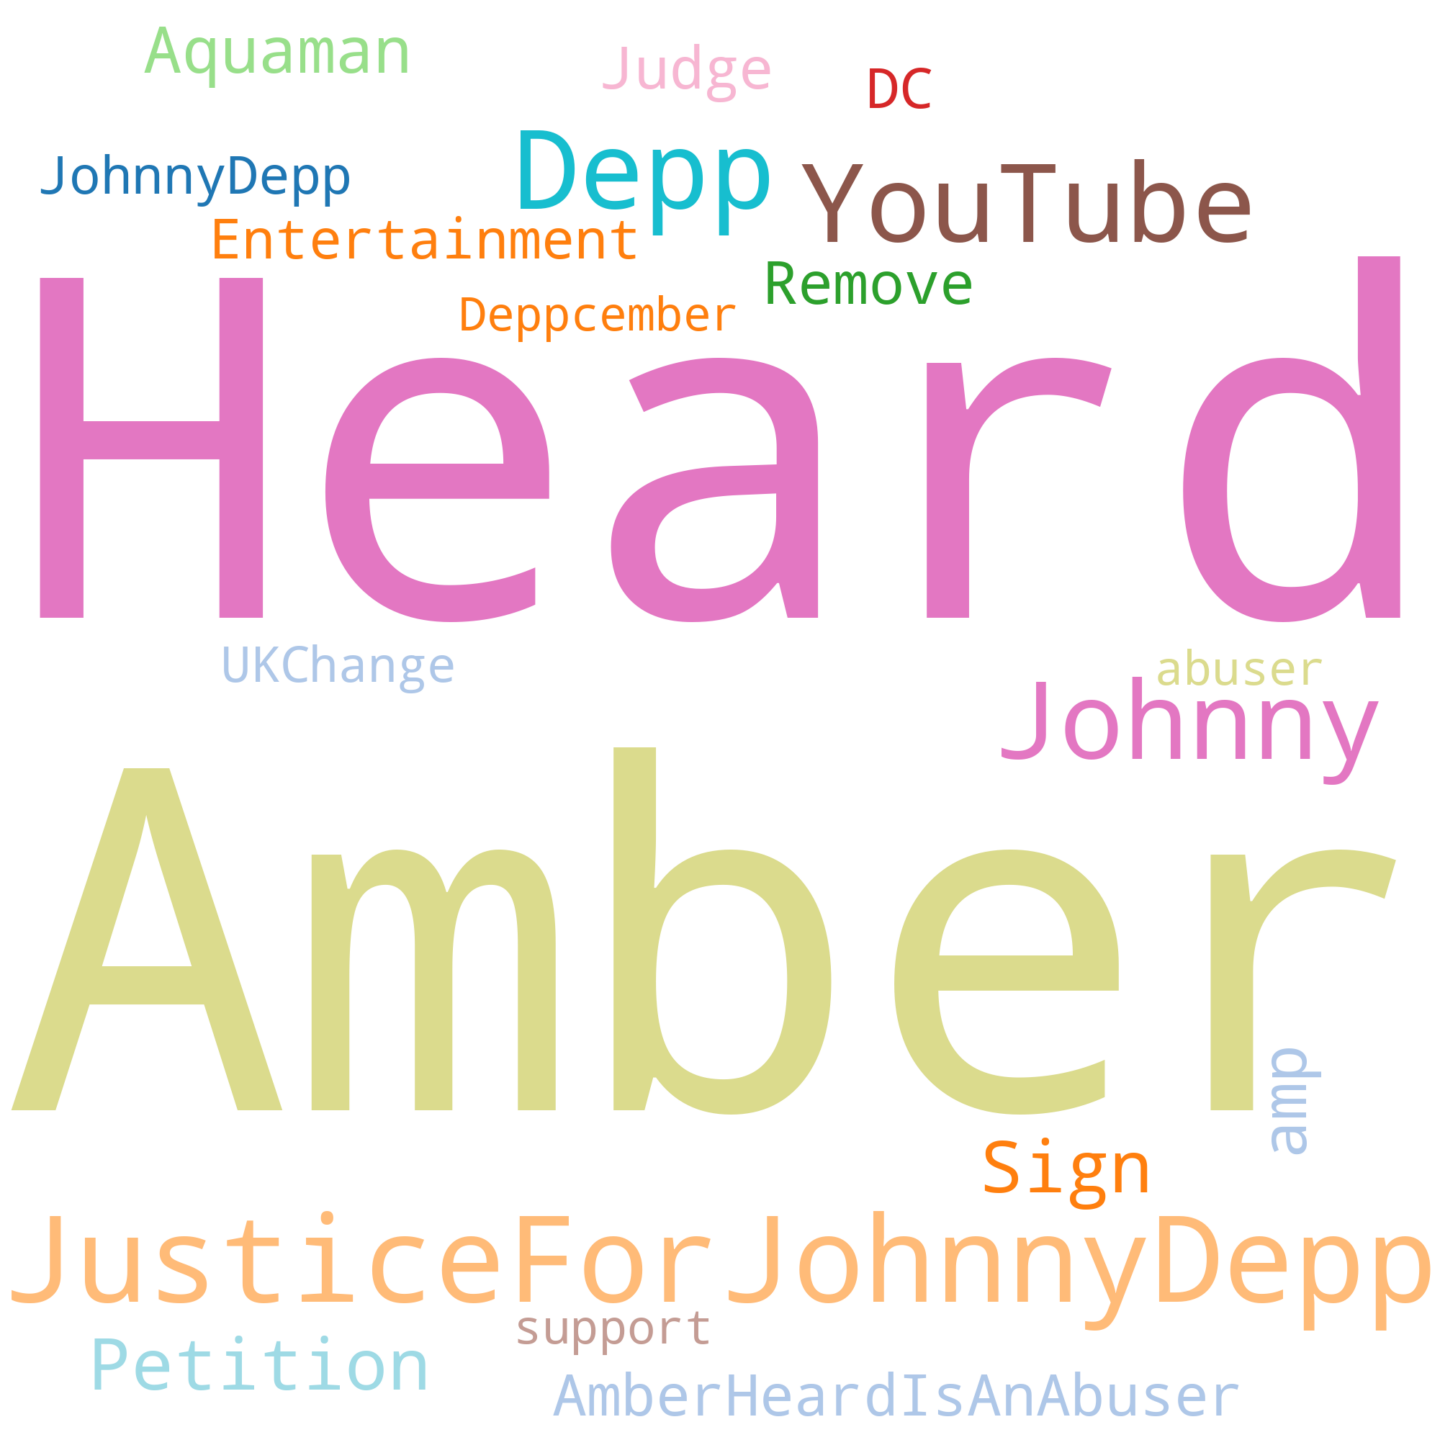 Aquaman
Judge
DC
JohnnyDepp
Depp
YouTube
Entertainment
Remove
Deppcember
Heard
UKChange
abuser
Johnny
Amber
amp
Sign
JusticeForJohnnyDepp
support
Petition
AmberHeardIsAnAbuser